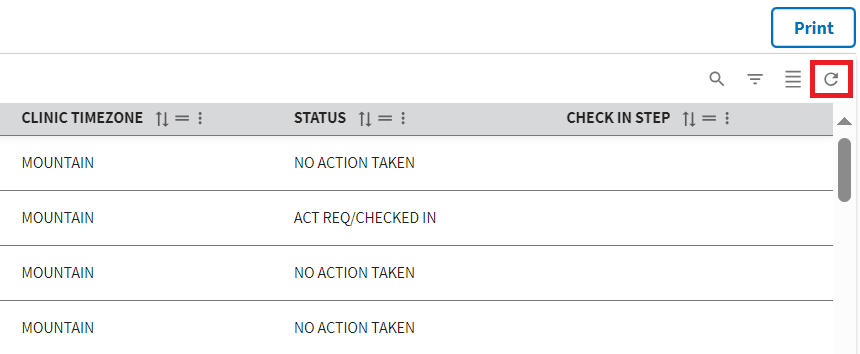 Print
CLINIC TIMEZONE STATUS CHECK IN STEP
MOUNTAIN NO ACTION TAKEN
MOUNTAIN ACT REQ/CHECKED IN
MOUNTAIN NO ACTION TAKEN
MOUNTAIN NO ACTION TAKEN